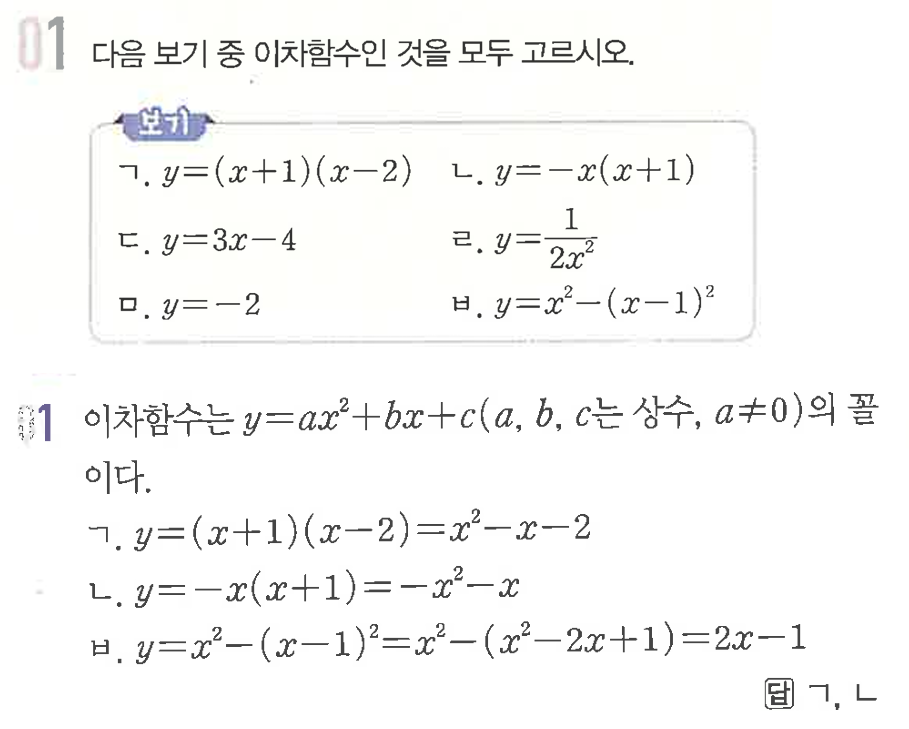 01 다음 보기 중 이차함수인 것을 모두 고르시오.
보기
ㄱ. y=(x+1)(x-2) ㄴ. y=-x(x+1)
ㄷ. y=3x-4 ㄹ. y=1/(2x²)
ㅁ. y=-2 ㅂ. y=x²-(x-1)²
01 이차함수는 y=ax²+bx+c(a, b, c는 상수, a≠0)의 꼴
이다.
ㄱ. y=(x+1)(x-2)=x²-x-2
ㄴ. y=-x(x+1)=-x²-x
ㅂ. y=x²-(x-1)²=x²-(x²-2x+1)=2x-1
답 ㄱ, ㄴ